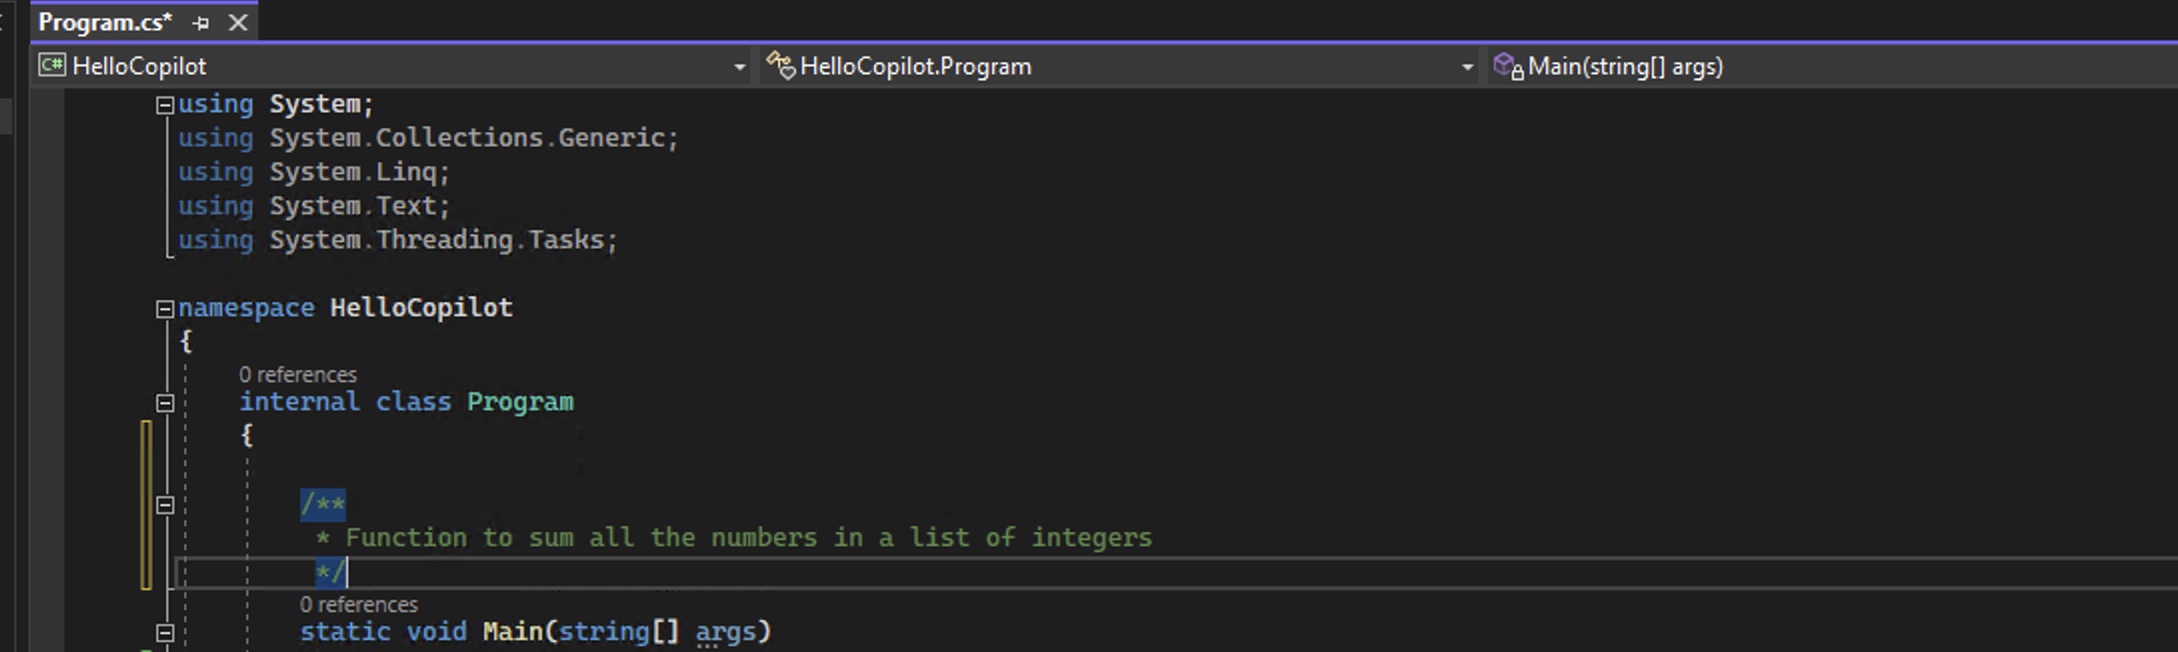 Program.cs*
HelloCopilot HelloCopilot.Program Main(string[] args)
using System;
using System.Collections.Generic;
using System.Linq;
using System.Text;
using System.Threading.Tasks;
namespace HelloCopilot
{
0 references
internal class Program
{
/**
* Function to sum all the numbers in a list of integers
*/
0 references
static void Main(string[] args)